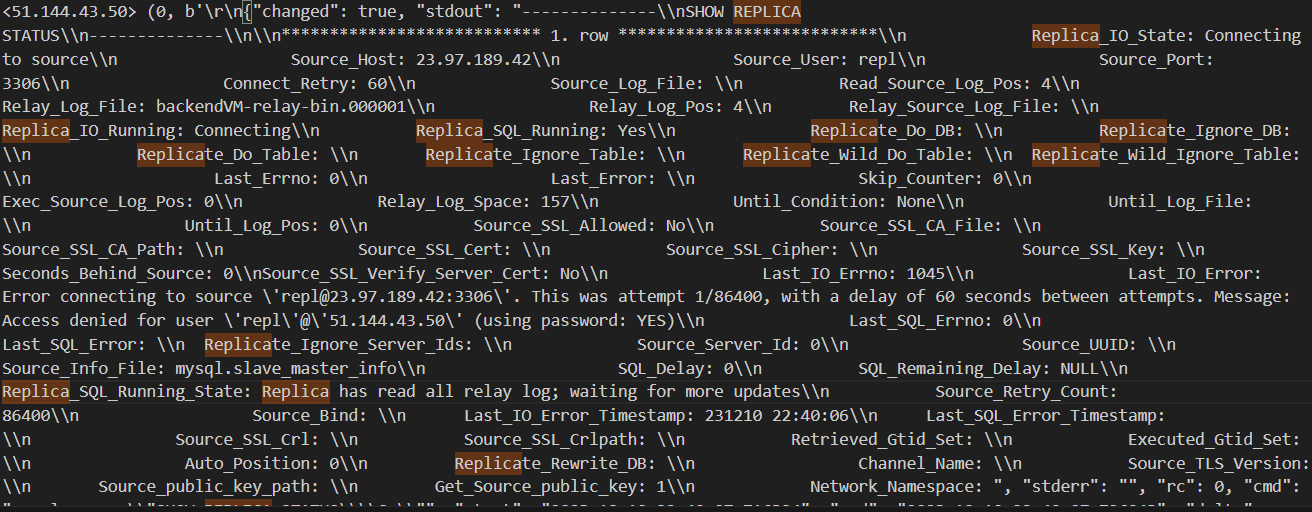 <51.144.43.50> (0, b'\r\n{"changed": true, "stdout": "--------------\\nSHOW REPLICA
STATUS\\n--------------\\n\\n*************************** 1. row ***************************\\n Replica_IO_State: Connecting
to source\\n Source_Host: 23.97.189.42\\n Source_User: repl\\n Source_Port:
3306\\n Connect_Retry: 60\\n Source_Log_File: \\n Read_Source_Log_Pos: 4\\n
Relay_Log_File: backendVM-relay-bin.000001\\n Relay_Log_Pos: 4\\n Relay_Source_Log_File: \\n
Replica_IO_Running: Connecting\\n Replica_SQL_Running: Yes\\n Replicate_Do_DB: \\n Replicate_Ignore_DB:
\\n Replicate_Do_Table: \\n Replicate_Ignore_Table: \\n Replicate_Wild_Do_Table: \\n Replicate_Wild_Ignore_Table:
\\n Last_Errno: 0\\n Last_Error: \\n Skip_Counter: 0\\n
Exec_Source_Log_Pos: 0\\n Relay_Log_Space: 157\\n Until_Condition: None\\n Until_Log_File:
\\n Until_Log_Pos: 0\\n Source_SSL_Allowed: No\\n Source_SSL_CA_File: \\n
Source_SSL_CA_Path: \\n Source_SSL_Cert: \\n Source_SSL_Cipher: \\n Source_SSL_Key: \\n
Seconds_Behind_Source: 0\\nSource_SSL_Verify_Server_Cert: No\\n Last_IO_Errno: 1045\\n Last_IO_Error:
Error connecting to source \'repl@23.97.189.42:3306\'. This was attempt 1/86400, with a delay of 60 seconds between attempts. Message:
Access denied for user \'repl\'@\'51.144.43.50\' (using password: YES)\\n Last_SQL_Errno: 0\\n
Last_SQL_Error: \\n Replicate_Ignore_Server_Ids: \\n Source_Server_Id: 0\\n Source_UUID: \\n
Source_Info_File: mysql.slave_master_info\\n SQL_Delay: 0\\n SQL_Remaining_Delay: NULL\\n
Replica_SQL_Running_State: Replica has read all relay log; waiting for more updates\\n Source_Retry_Count:
86400\\n Source_Bind: \\n Last_IO_Error_Timestamp: 231210 22:40:06\\n Last_SQL_Error_Timestamp:
\\n Source_SSL_Crl: \\n Source_SSL_Crlpath: \\n Retrieved_Gtid_Set: \\n Executed_Gtid_Set:
\\n Auto_Position: 0\\n Replicate_Rewrite_DB: \\n Channel_Name: \\n Source_TLS_Version:
\\n Source_public_key_path: \\n Get_Source_public_key: 1\\n Network_Namespace: ", "stderr": "", "rc": 0, "cmd":